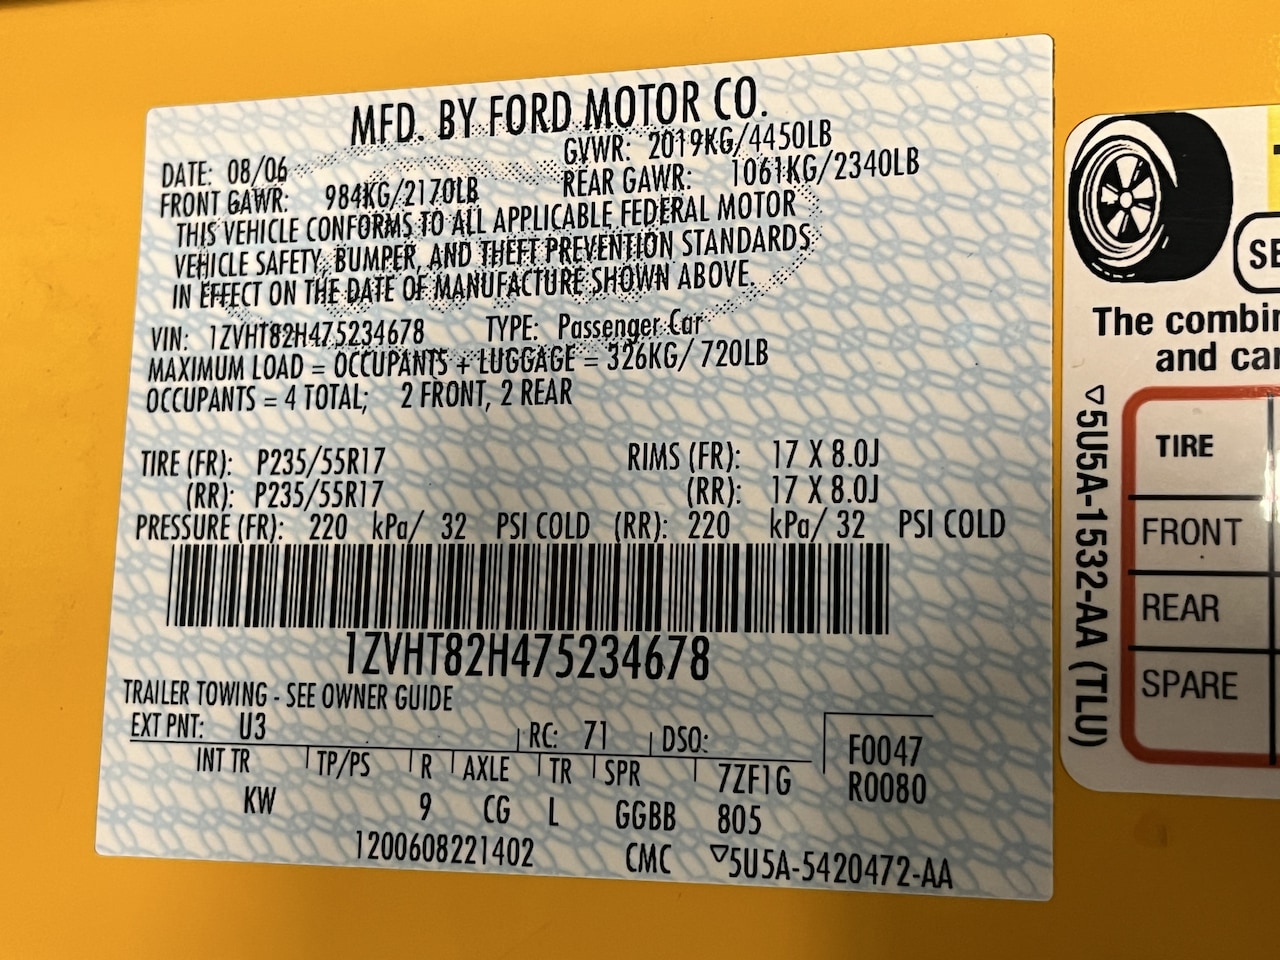 MFD. BY FORD MOTOR CO.
DATE: 08/06 GVWR: 2019KG/4450LB
FRONT GAWR: 984KG/2170LB REAR GAWR: 1061KG/2340LB
THIS VEHICLE CONFORMS TO ALL APPLICABLE FEDERAL MOTOR
VEHICLE SAFETY, BUMPER, AND THEFT PREVENTION STANDARDS
IN EFFECT ON THE DATE OF MANUFACTURE SHOWN ABOVE.
VIN: 1ZVHT82H475234678 TYPE: Passenger Car
MAXIMUM LOAD = OCCUPANTS + LUGGAGE = 326KG/ 720LB
OCCUPANTS = 4 TOTAL; 2 FRONT, 2 REAR
TIRE (FR): P235/55R17 RIMS (FR): 17 X 8.0J
(RR): P235/55R17 (RR): 17 X 8.0J
PRESSURE (FR): 220 kPa/ 32 PSI COLD (RR): 220 kPa/ 32 PSI COLD
1ZVHT82H475234678
TRAILER TOWING - SEE OWNER GUIDE
EXT PNT: U3 RC: 71 DSO: F0047
INT TR TP/PS R AXLE TR SPR 7ZF1G R0080
KW 9 CG L GGBB 805
1200608221402 CMC ▽5U5A-5420472-AA
SE
The combin
and car
▽5U5A-1532-AA (TLU)
TIRE
FRONT
REAR
SPARE